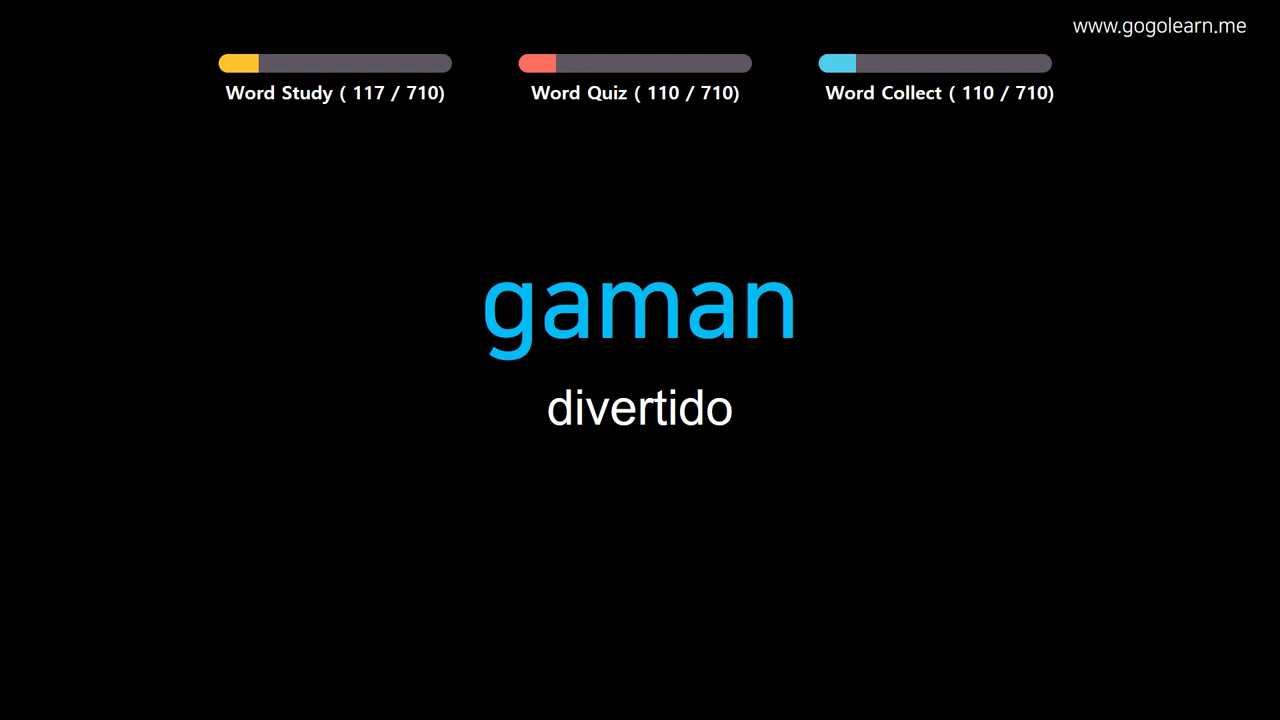 www.gogolearn.me
Word Study ( 117 / 710)
Word Quiz ( 110 / 710)
Word Collect ( 110 / 710)
gaman
divertido